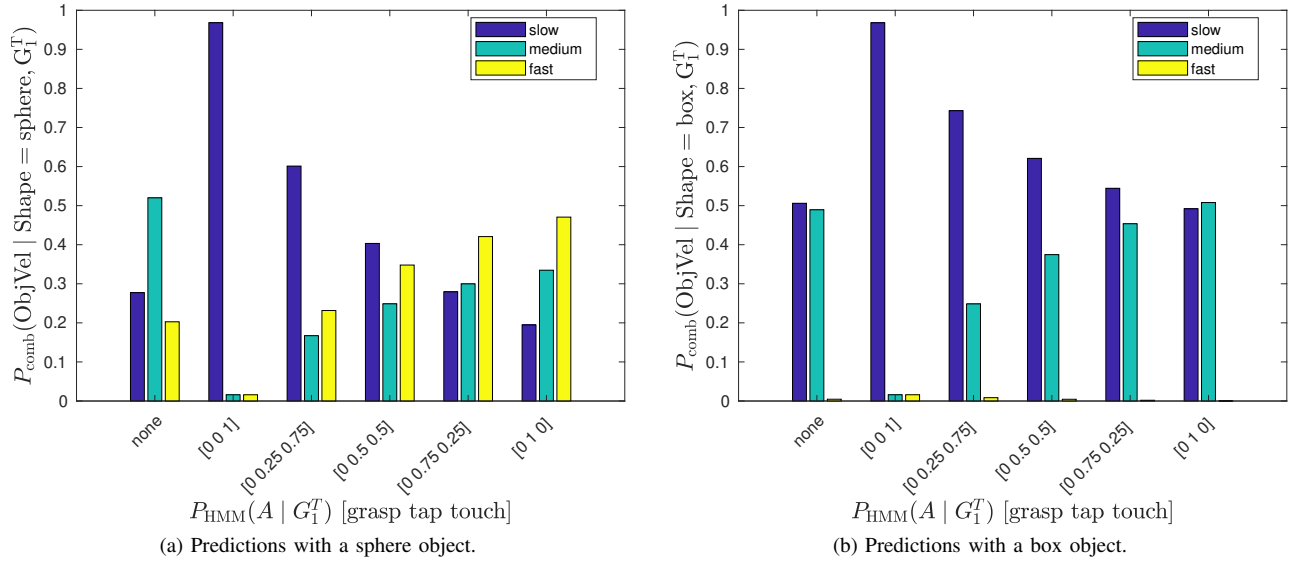 P_comb(ObjVel | Shape = sphere, G_1^T)
1
0.9
0.8
0.7
0.6
0.5
0.4
0.3
0.2
0.1
0
slow
medium
fast
none
[0 0 1]
[0 0.25 0.75]
[0 0.5 0.5]
[0 0.75 0.25]
[0 1 0]
P_HMM(A | G_1^T) [grasp tap touch]
(a) Predictions with a sphere object.
P_comb(ObjVel | Shape = box, G_1^T)
1
0.9
0.8
0.7
0.6
0.5
0.4
0.3
0.2
0.1
0
slow
medium
fast
none
[0 0 1]
[0 0.25 0.75]
[0 0.5 0.5]
[0 0.75 0.25]
[0 1 0]
P_HMM(A | G_1^T) [grasp tap touch]
(b) Predictions with a box object.